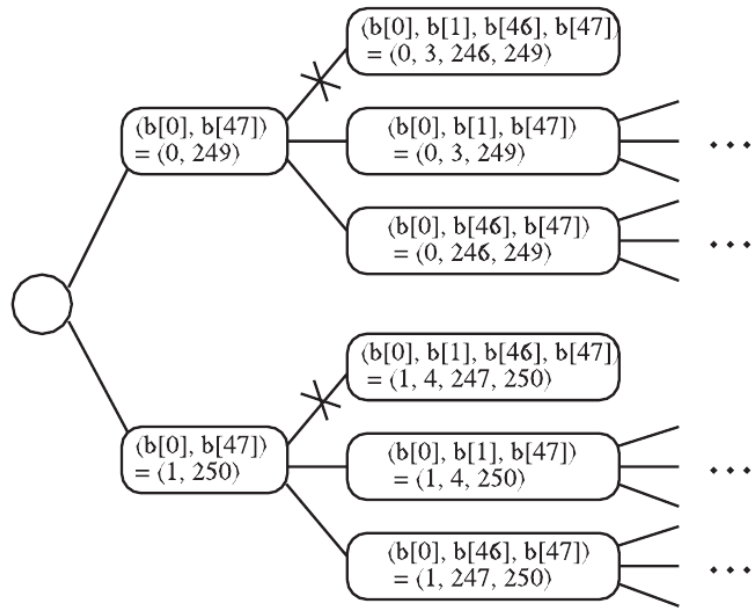 (b[0], b[1], b[46], b[47])
= (0, 3, 246, 249)
(b[0], b[47])
= (0, 249)
(b[0], b[1], b[47])
= (0, 3, 249)
...
(b[0], b[46], b[47])
= (0, 246, 249)
...
(b[0], b[1], b[46], b[47])
= (1, 4, 247, 250)
(b[0], b[47])
= (1, 250)
(b[0], b[1], b[47])
= (1, 4, 250)
...
(b[0], b[46], b[47])
= (1, 247, 250)
...